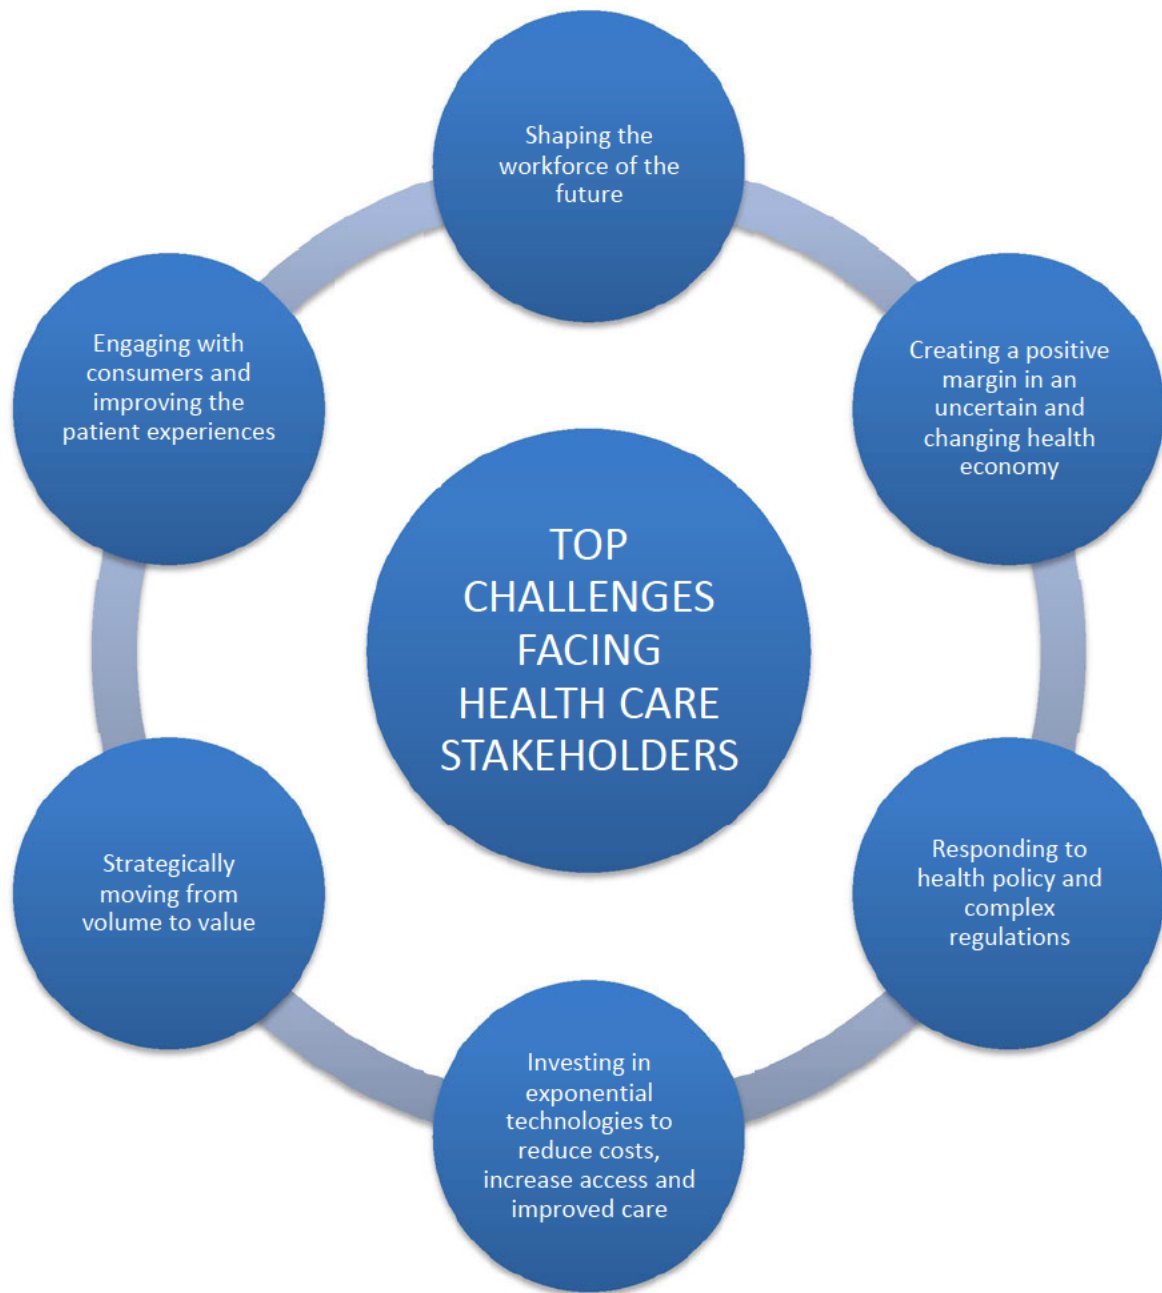 Shaping the
workforce of the
future
Creating a positive
margin in an
uncertain and
changing health
economy
Responding to
health policy and
complex
regulations
Investing in
exponential
technologies to
reduce costs,
increase access and
improved care
Strategically
moving from
volume to value
Engaging with
consumers and
improving the
patient experiences
TOP
CHALLENGES
FACING
HEALTH CARE
STAKEHOLDERS